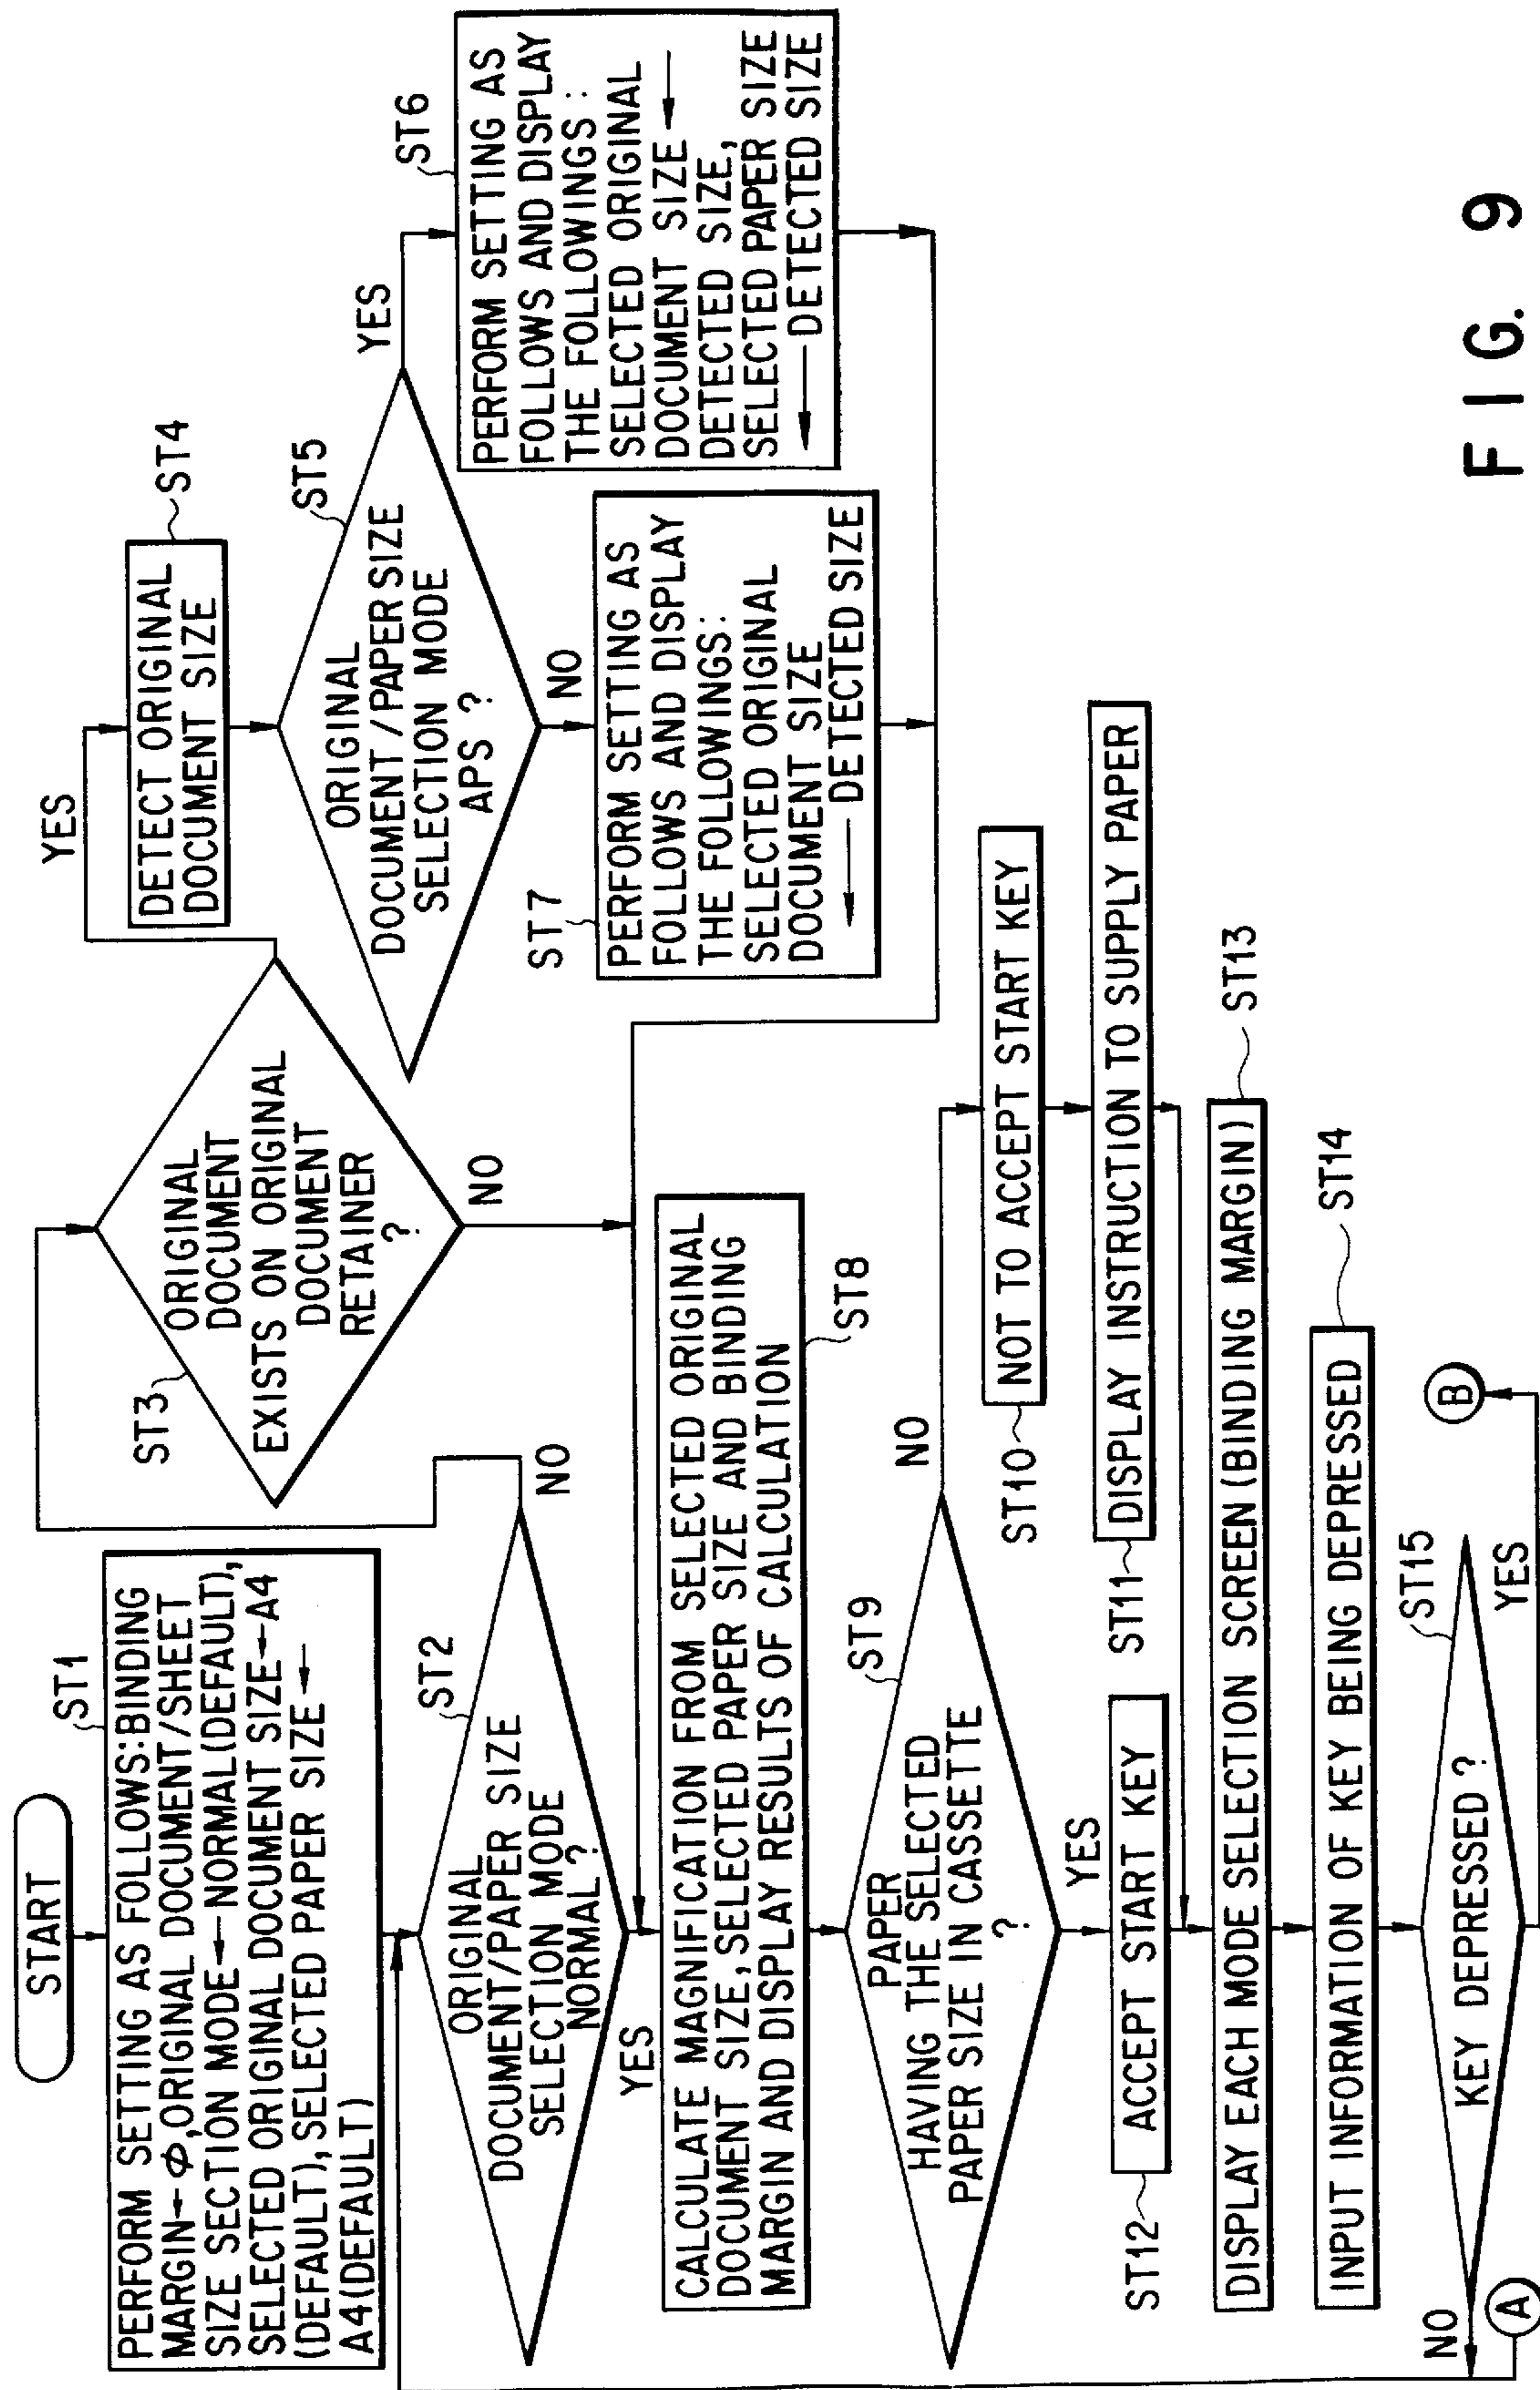 START
ST1
PERFORM SETTING AS FOLLOWS:BINDING
MARGIN←φ,ORIGINAL DOCUMENT/SHEET
SIZE SECTION MODE←NORMAL(DEFAULT),
SELECTED ORIGINAL DOCUMENT SIZE←A4
(DEFAULT),SELECTED PAPER SIZE←
A4(DEFAULT)
ST2
ORIGINAL
DOCUMENT/PAPER SIZE
SELECTION MODE
NORMAL ?
NO
YES
ST3
ORIGINAL
DOCUMENT
EXISTS ON ORIGINAL
DOCUMENT
RETAINER
?
YES
NO
ST4
DETECT ORIGINAL
DOCUMENT SIZE
ST5
ORIGINAL
DOCUMENT/PAPER SIZE
SELECTION MODE
APS ?
YES
NO
ST6
PERFORM SETTING AS
FOLLOWS AND DISPLAY
THE FOLLOWINGS :
SELECTED ORIGINAL
DOCUMENT SIZE ←
DETECTED SIZE,
SELECTED PAPER SIZE
← DETECTED SIZE
ST7
PERFORM SETTING AS
FOLLOWS AND DISPLAY
THE FOLLOWINGS:
SELECTED ORIGINAL
DOCUMENT SIZE
← DETECTED SIZE
CALCULATE MAGNIFICATION FROM SELECTED ORIGINAL
DOCUMENT SIZE,SELECTED PAPER SIZE AND BINDING
MARGIN AND DISPLAY RESULTS OF CALCULATION
ST8
ST9
PAPER
HAVING THE SELECTED
PAPER SIZE IN CASSETTE
?
NO
YES
ST10
NOT TO ACCEPT START KEY
ST11
DISPLAY INSTRUCTION TO SUPPLY PAPER
ST12
ACCEPT START KEY
DISPLAY EACH MODE SELECTION SCREEN(BINDING MARGIN)
ST13
INPUT INFORMATION OF KEY BEING DEPRESSED
ST14
ST15
KEY DEPRESSED ?
NO
YES
A
B
FIG. 9